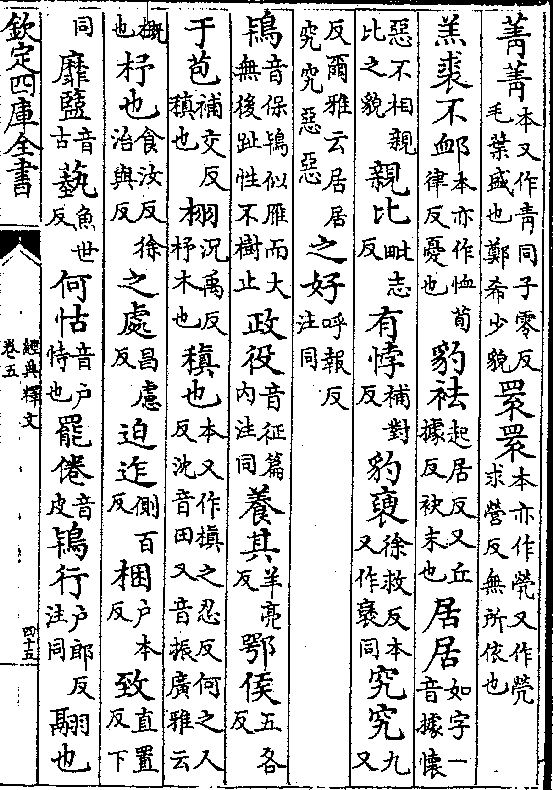 菁菁本又作青同子零反毛葉盛也鄭希少貌睘睘本亦作煢又作焭求營反無所依也
羔裘不卹本亦作恤荀律反憂也豹袪起居反又丘據反袂末也居居如字一音據懷
惡不相親比之貌親比毗志反有悖補對反豹褎徐救反本又作褒同究究九又
反爾雅云居居究究惡惡之好呼報反注同
鴇音保鴇似雁而大無後趾性不樹止政役音征篇内注同養其羊亮反鄂侯五各反
于苞補交反稹也栩況禹反杼木也稹也本又作槙之忍反何之人反沈音田又音振廣雅云
概也杼也食汝反徐治與反之處昌慮反迫迮側百反梱户本反致直置反下
同靡盬音古蓺魚世反何怙音户恃也罷倦音皮鴇行户郎反注同翮也
欽定四庫全書
經典釋文
卷五
四十五